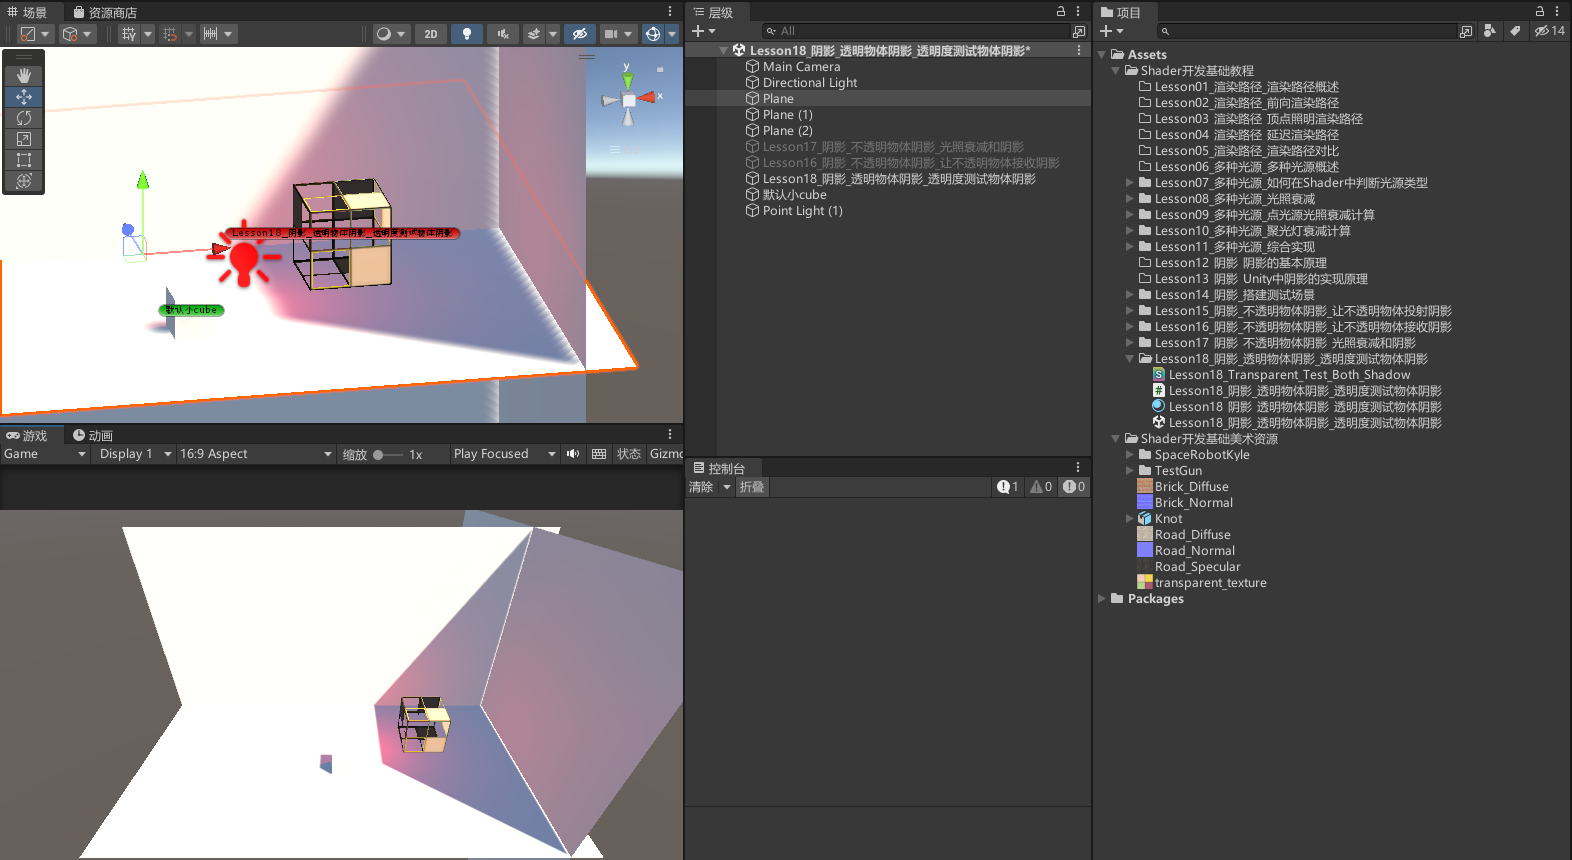 场景
资源商店
2D
y
x
Lesson18_阴影_透明物体阴影_透明度测试物体阴影
默认小cube
游戏
动画
Game
Display 1
16:9 Aspect
缩放
1x
Play Focused
状态
Gizmo
层级
All
Lesson18_阴影_透明物体阴影_透明度测试物体阴影*
Main Camera
Directional Light
Plane
Plane (1)
Plane (2)
Lesson17_阴影_不透明物体阴影_光照衰减和阴影
Lesson16_阴影_不透明物体阴影_让不透明物体接收阴影
Lesson18_阴影_透明物体阴影_透明度测试物体阴影
默认小cube
Point Light (1)
控制台
清除
折叠
1
0
0
项目
14
Assets
Shader开发基础教程
Lesson01_渲染路径_渲染路径概述
Lesson02_渲染路径_前向渲染路径
Lesson03_渲染路径_顶点照明渲染路径
Lesson04_渲染路径_延迟渲染路径
Lesson05_渲染路径_渲染路径对比
Lesson06_多种光源_多种光源概述
Lesson07_多种光源_如何在Shader中判断光源类型
Lesson08_多种光源_光照衰减
Lesson09_多种光源_点光源光照衰减计算
Lesson10_多种光源_聚光灯衰减计算
Lesson11_多种光源_综合实现
Lesson12_阴影_阴影的基本原理
Lesson13_阴影_Unity中阴影的实现原理
Lesson14_阴影_搭建测试场景
Lesson15_阴影_不透明物体阴影_让不透明物体投射阴影
Lesson16_阴影_不透明物体阴影_让不透明物体接收阴影
Lesson17_阴影_不透明物体阴影_光照衰减和阴影
Lesson18_阴影_透明物体阴影_透明度测试物体阴影
Lesson18_Transparent_Test_Both_Shadow
Lesson18_阴影_透明物体阴影_透明度测试物体阴影
Lesson18_阴影_透明物体阴影_透明度测试物体阴影
Lesson18_阴影_透明物体阴影_透明度测试物体阴影
Shader开发基础美术资源
SpaceRobotKyle
TestGun
Brick_Diffuse
Brick_Normal
Knot
Road_Diffuse
Road_Normal
Road_Specular
transparent_texture
Packages